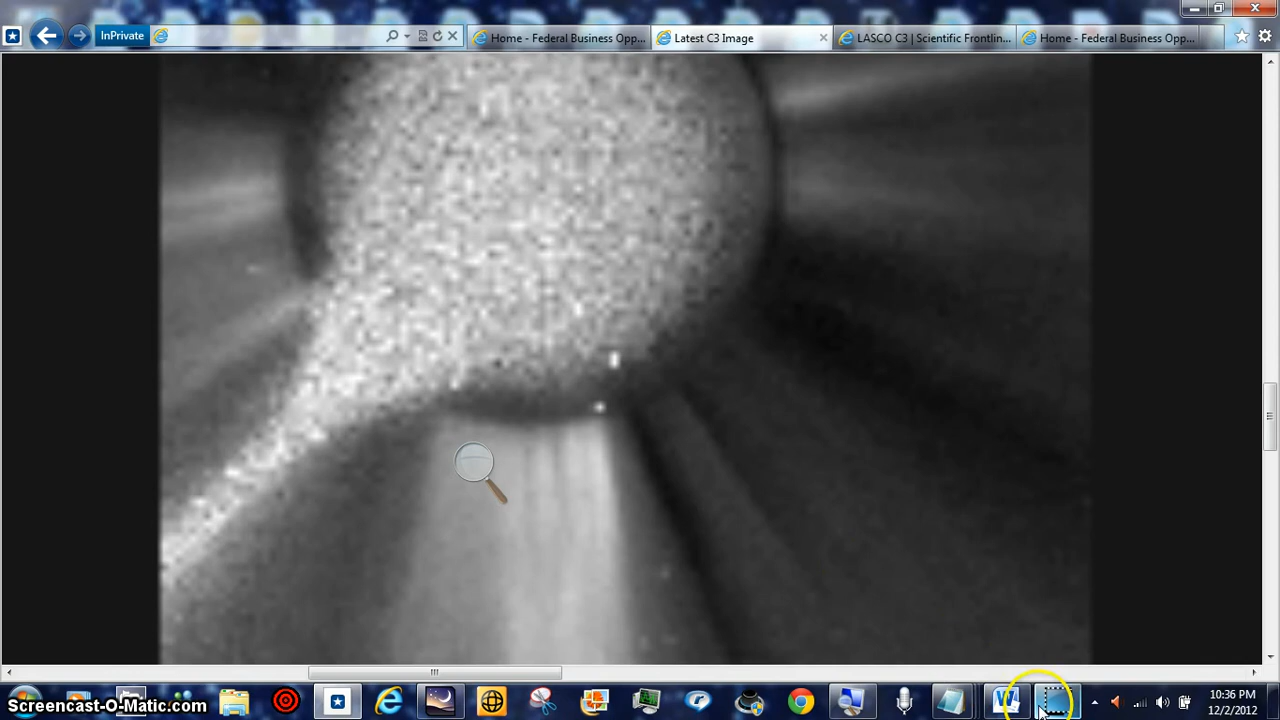 InPrivate
Home - Federal Business Opp...
Latest C3 Image
LASCO C3 | Scientific Frontlin...
Home - Federal Business Opp...
10:36 PM
12/2/2012
Screencast-O-Matic.com